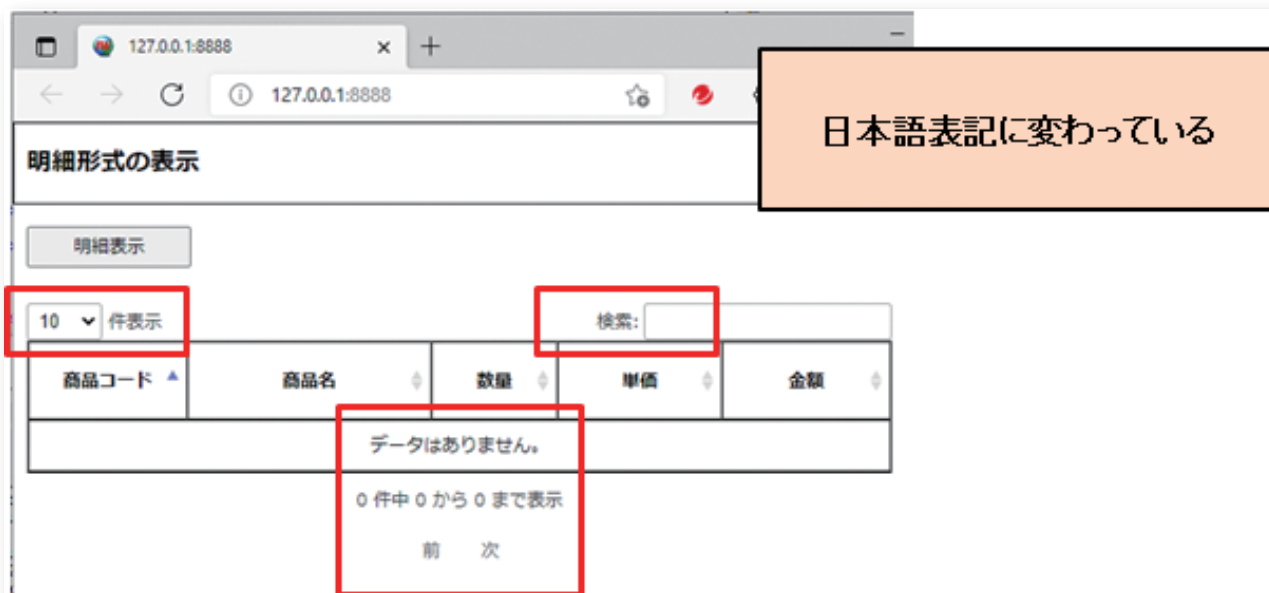 127.0.0.1:8888
127.0.0.1:8888
日本語表記に変わっている
明細形式の表示
明細表示
10 件表示
検索:
商品コード 商品名 数量 単価 金額
データはありません。
0 件中 0 から 0 まで表示
前 次